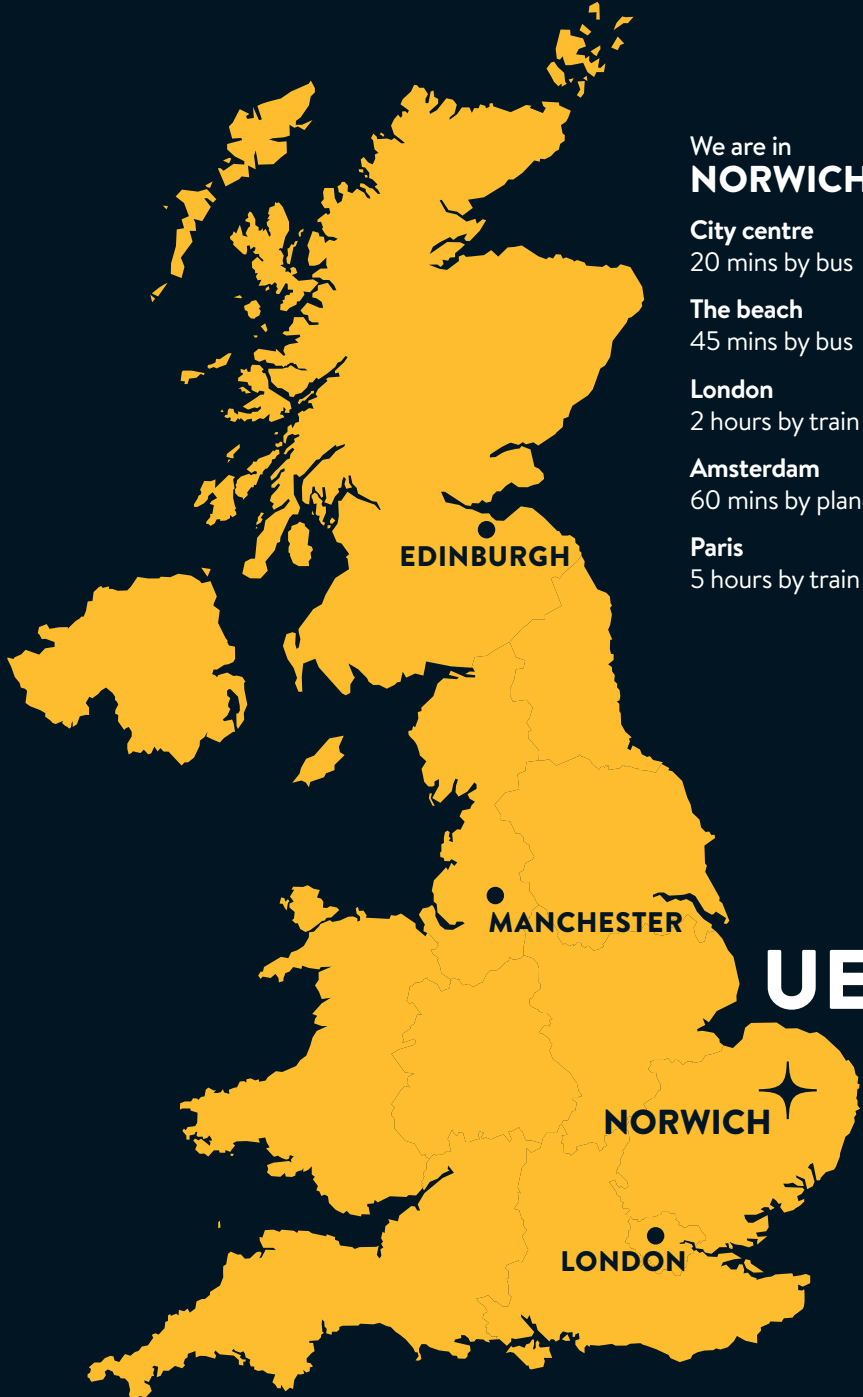 We are in
NORWICH
City centre
20 mins by bus
The beach
45 mins by bus
London
2 hours by train
Amsterdam
60 mins by plan
Paris
5 hours by train
EDINBURGH
MANCHESTER
UE
NORWICH
LONDON